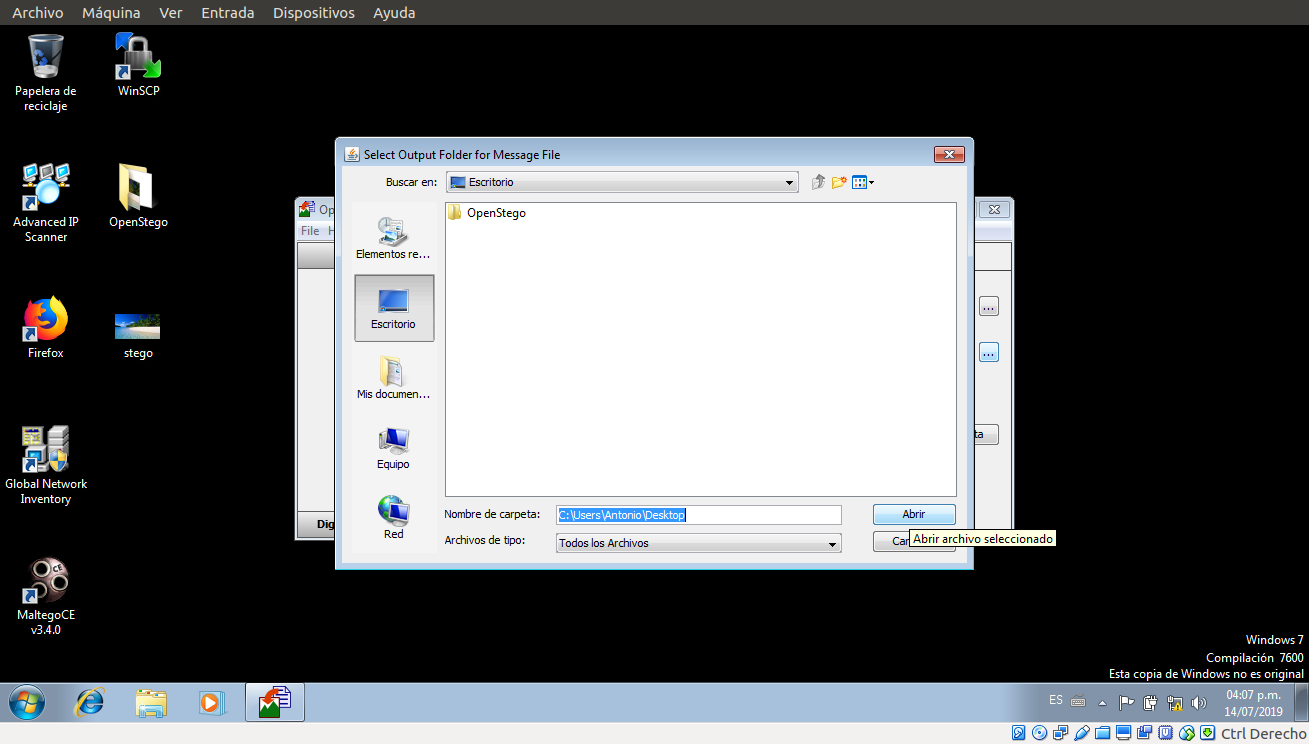 Archivo Máquina Ver Entrada Dispositivos Ayuda
Papelera de
reciclaje
WinSCP
Advanced IP
Scanner
OpenStego
Firefox
stego
Global Network
Inventory
MaltegoCE
v3.4.0
CE
Op
File H
Dig
Select Output Folder for Message File
Buscar en:
Escritorio
OpenStego
Elementos re...
Escritorio
Mis documen...
Equipo
Red
Nombre de carpeta:
C:\Users\Antonio\Desktop
Abrir
Archivos de tipo:
Todos los Archivos
Can
Abrir archivo seleccionado
...
...
ta
Windows 7
Compilación 7600
Esta copia de Windows no es original
ES
04:07 p.m.
14/07/2019
Ctrl Derecho